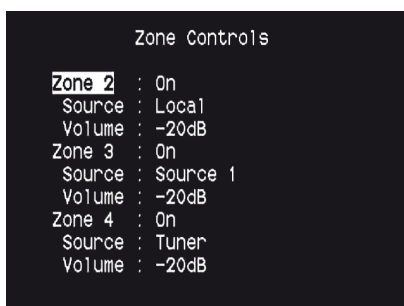 Zone Controls
Zone 2 : On
Source : Local
Volume : -20dB
Zone 3 : On
Source : Source 1
Volume : -20dB
Zone 4 : On
Source : Tuner
Volume : -20dB